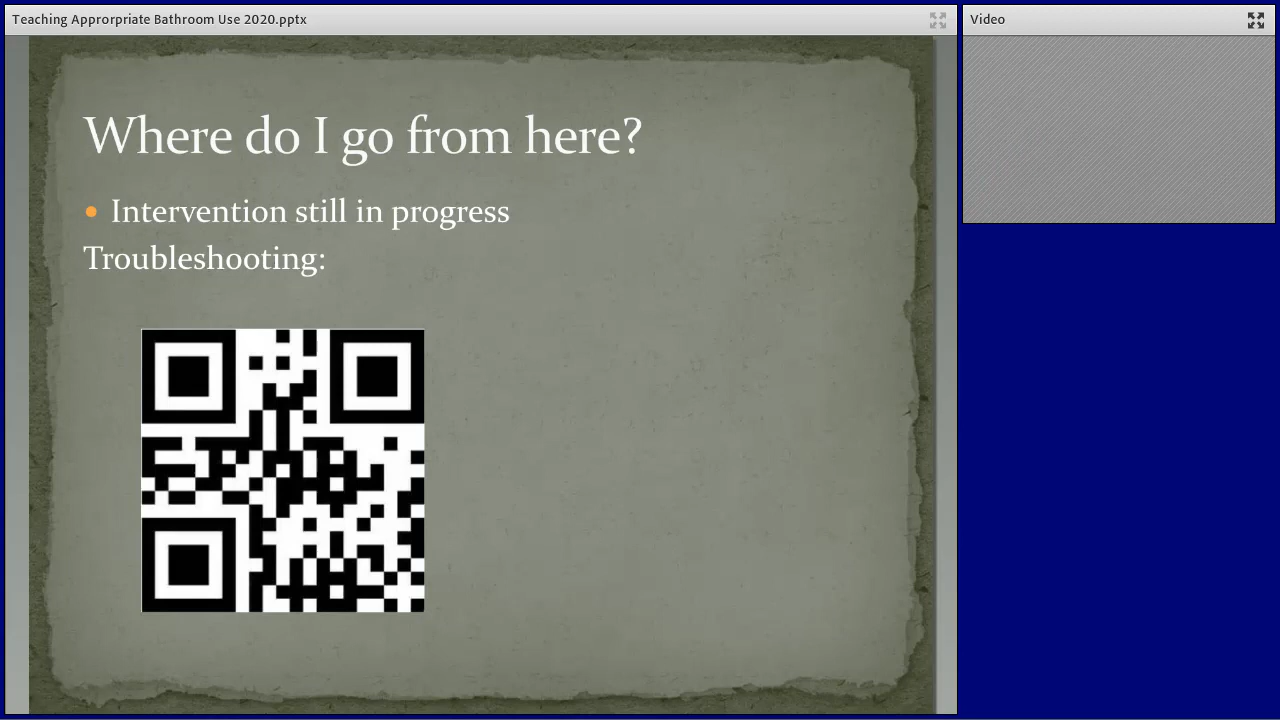 Teaching Approrpriate Bathroom Use 2020.pptx
Video
Where do I go from here?
Intervention still in progress
Troubleshooting: